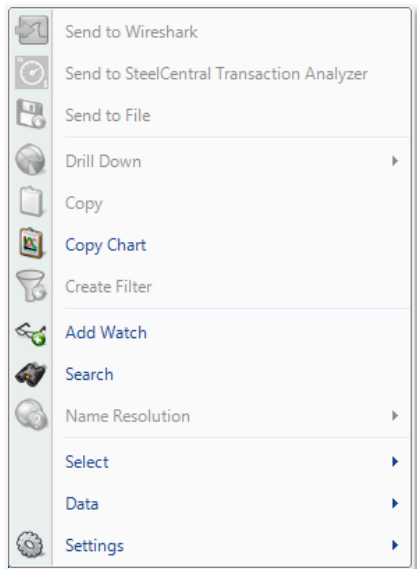 Send to Wireshark
Send to SteelCentral Transaction Analyzer
Send to File
Drill Down
Copy
Copy Chart
Create Filter
Add Watch
Search
Name Resolution
Select
Data
Settings